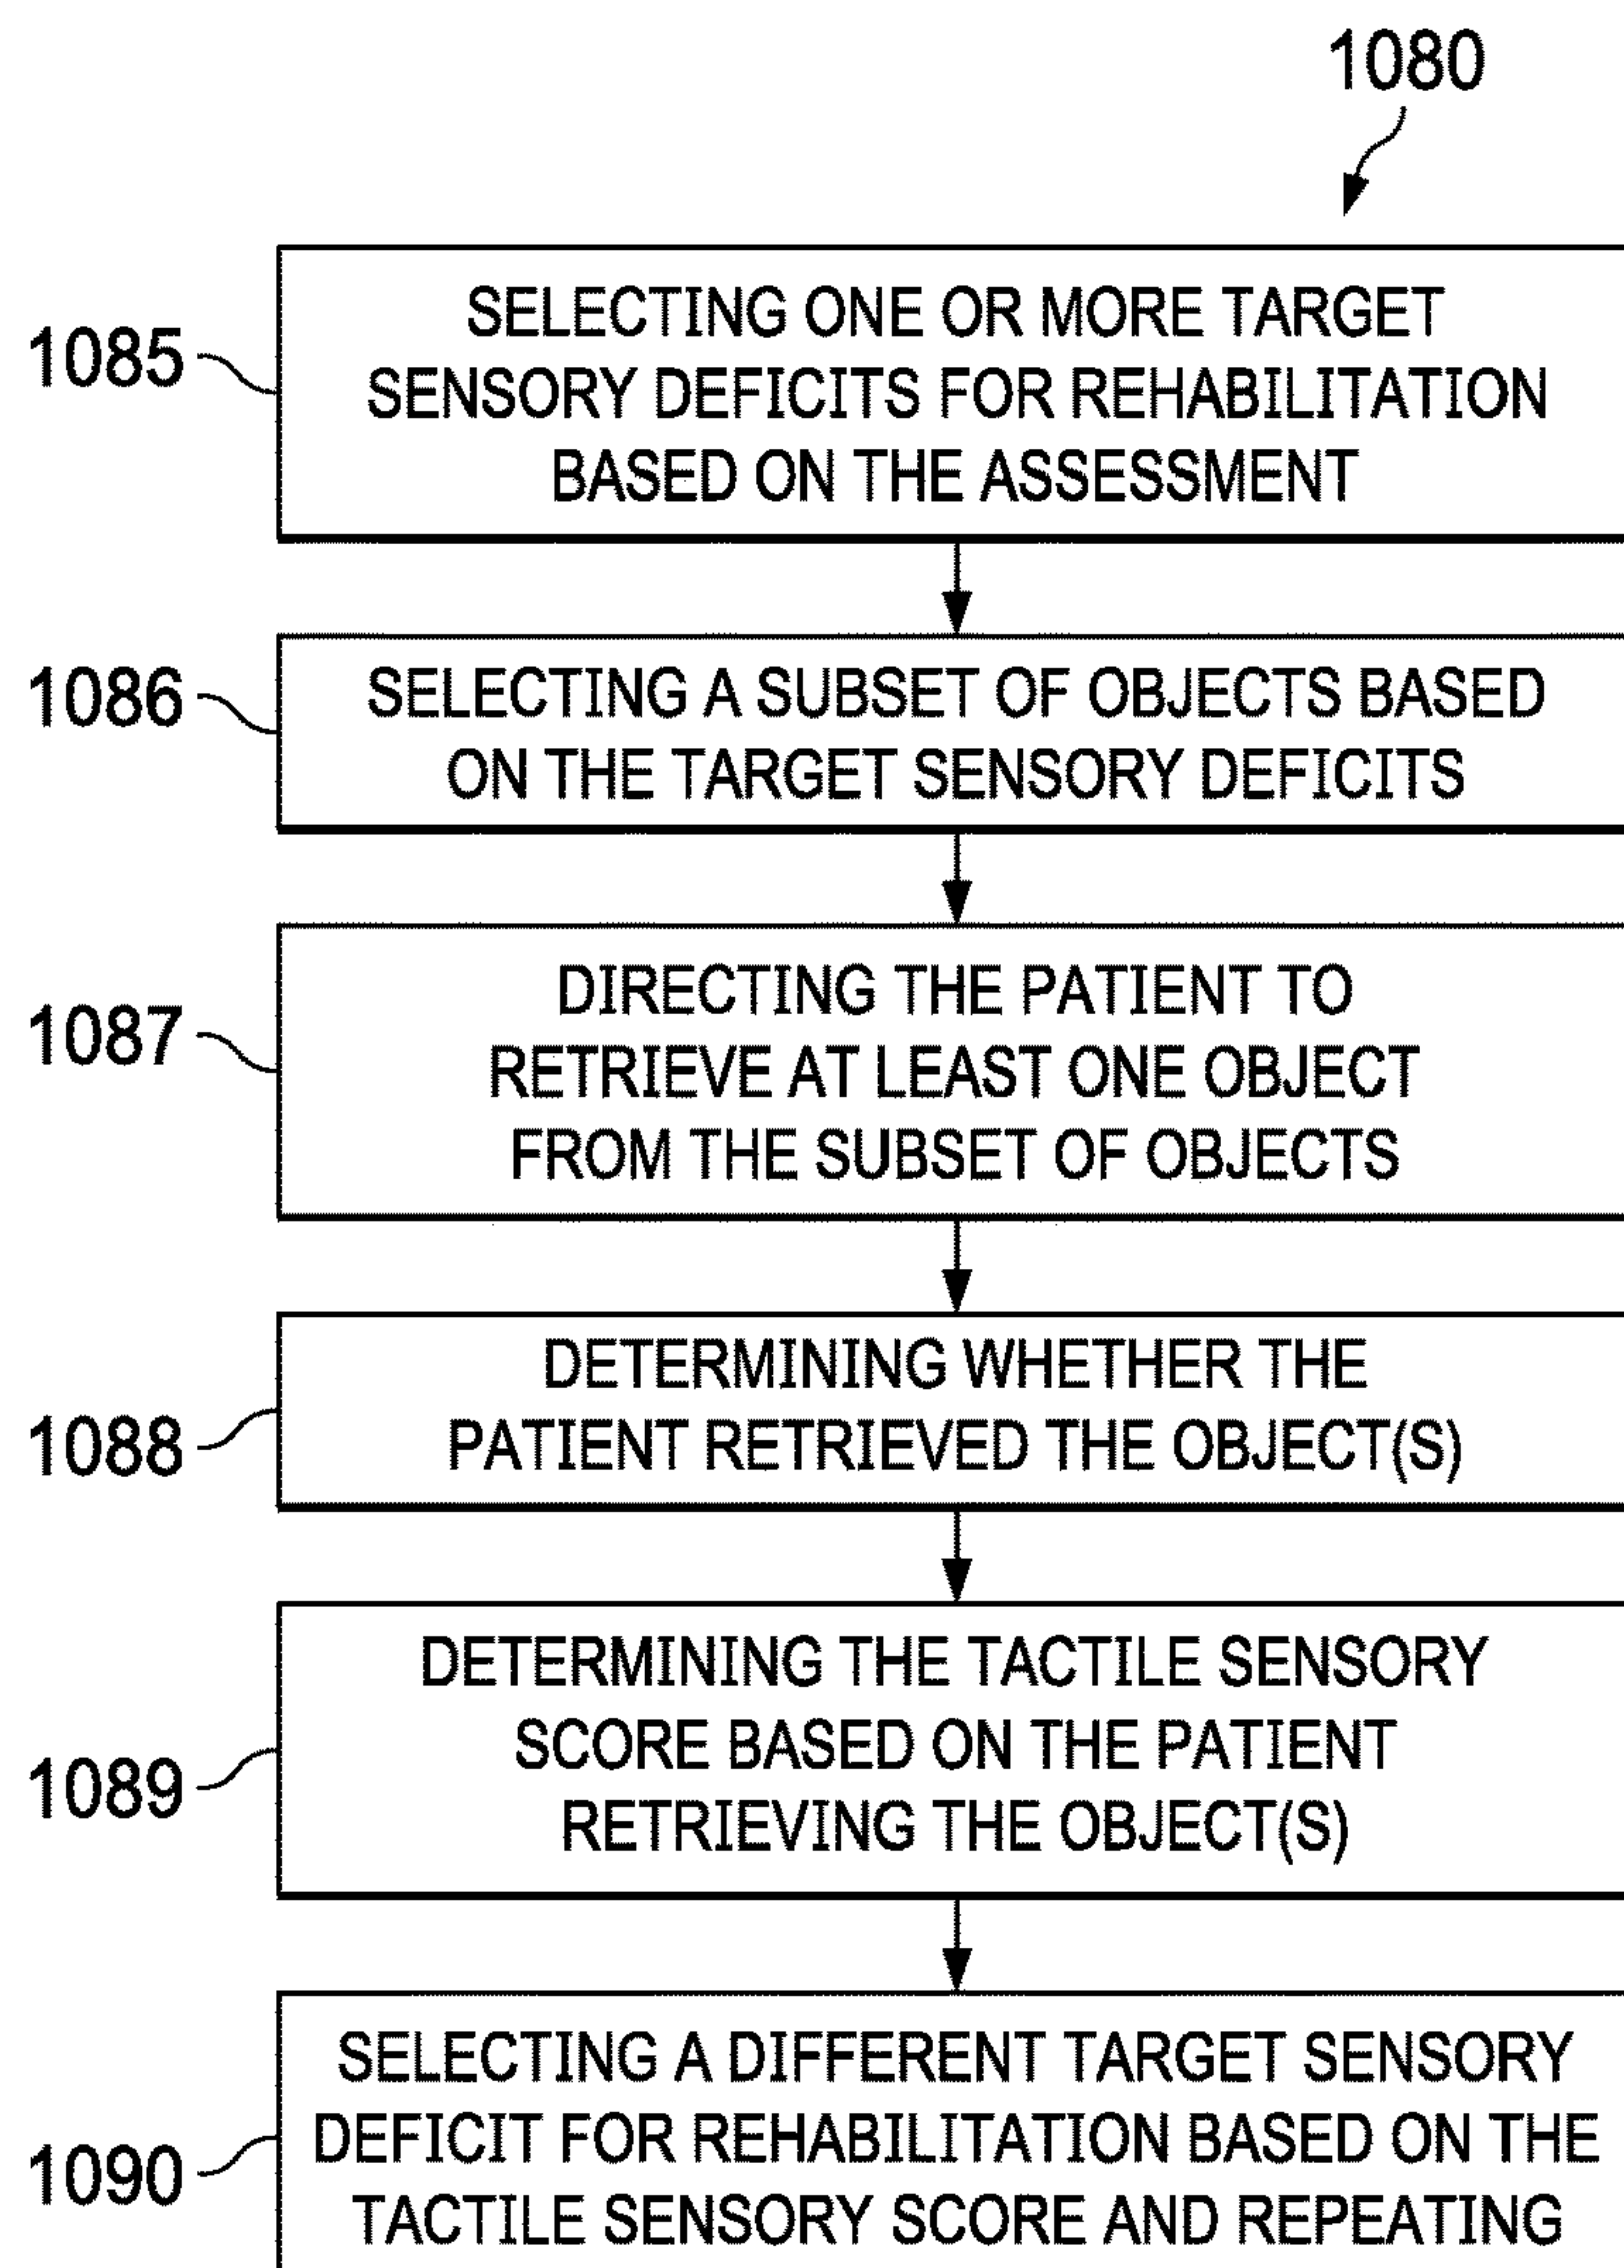 1080
1085
SELECTING ONE OR MORE TARGET
SENSORY DEFICITS FOR REHABILITATION
BASED ON THE ASSESSMENT
1086
SELECTING A SUBSET OF OBJECTS BASED
ON THE TARGET SENSORY DEFICITS
1087
DIRECTING THE PATIENT TO
RETRIEVE AT LEAST ONE OBJECT
FROM THE SUBSET OF OBJECTS
1088
DETERMINING WHETHER THE
PATIENT RETRIEVED THE OBJECT(S)
1089
DETERMINING THE TACTILE SENSORY
SCORE BASED ON THE PATIENT
RETRIEVING THE OBJECT(S)
1090
SELECTING A DIFFERENT TARGET SENSORY
DEFICIT FOR REHABILITATION BASED ON THE
TACTILE SENSORY SCORE AND REPEATING